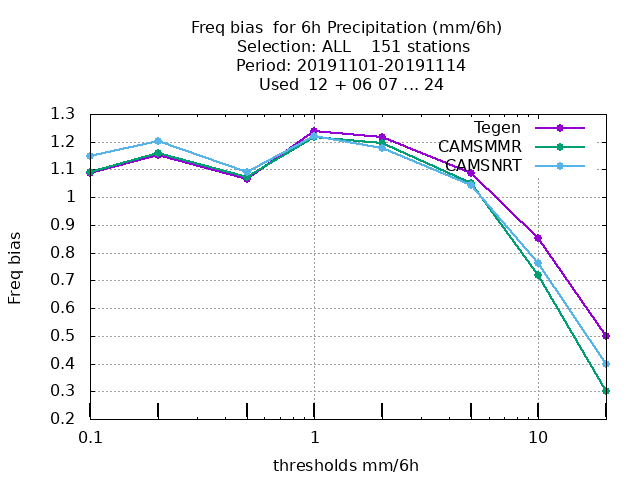 Freq bias  for 6h Precipitation (mm/6h)
Selection: ALL    151 stations
Period: 20191101-20191114
Used  12 + 06 07 ... 24
Tegen
CAMSMMR
CAMSNRT
1.3
1.2
1.1
1
0.9
0.8
0.7
0.6
0.5
0.4
0.3
0.2
Freq bias
0.1 1 10
thresholds mm/6h